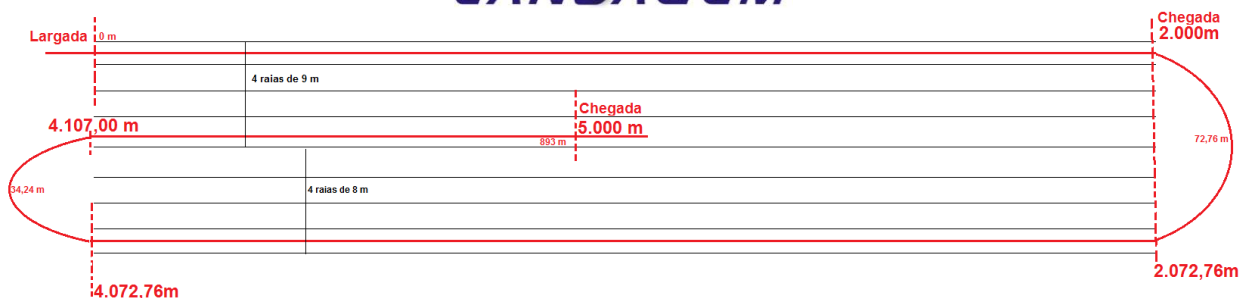 Chegada
Largada
0 m
2.000m
4 raias de 9 m
Chegada
4.107,00 m
5.000 m
893 m
72,76 m
34,24 m
4 raias de 8 m
2.072,76m
4.072.76m